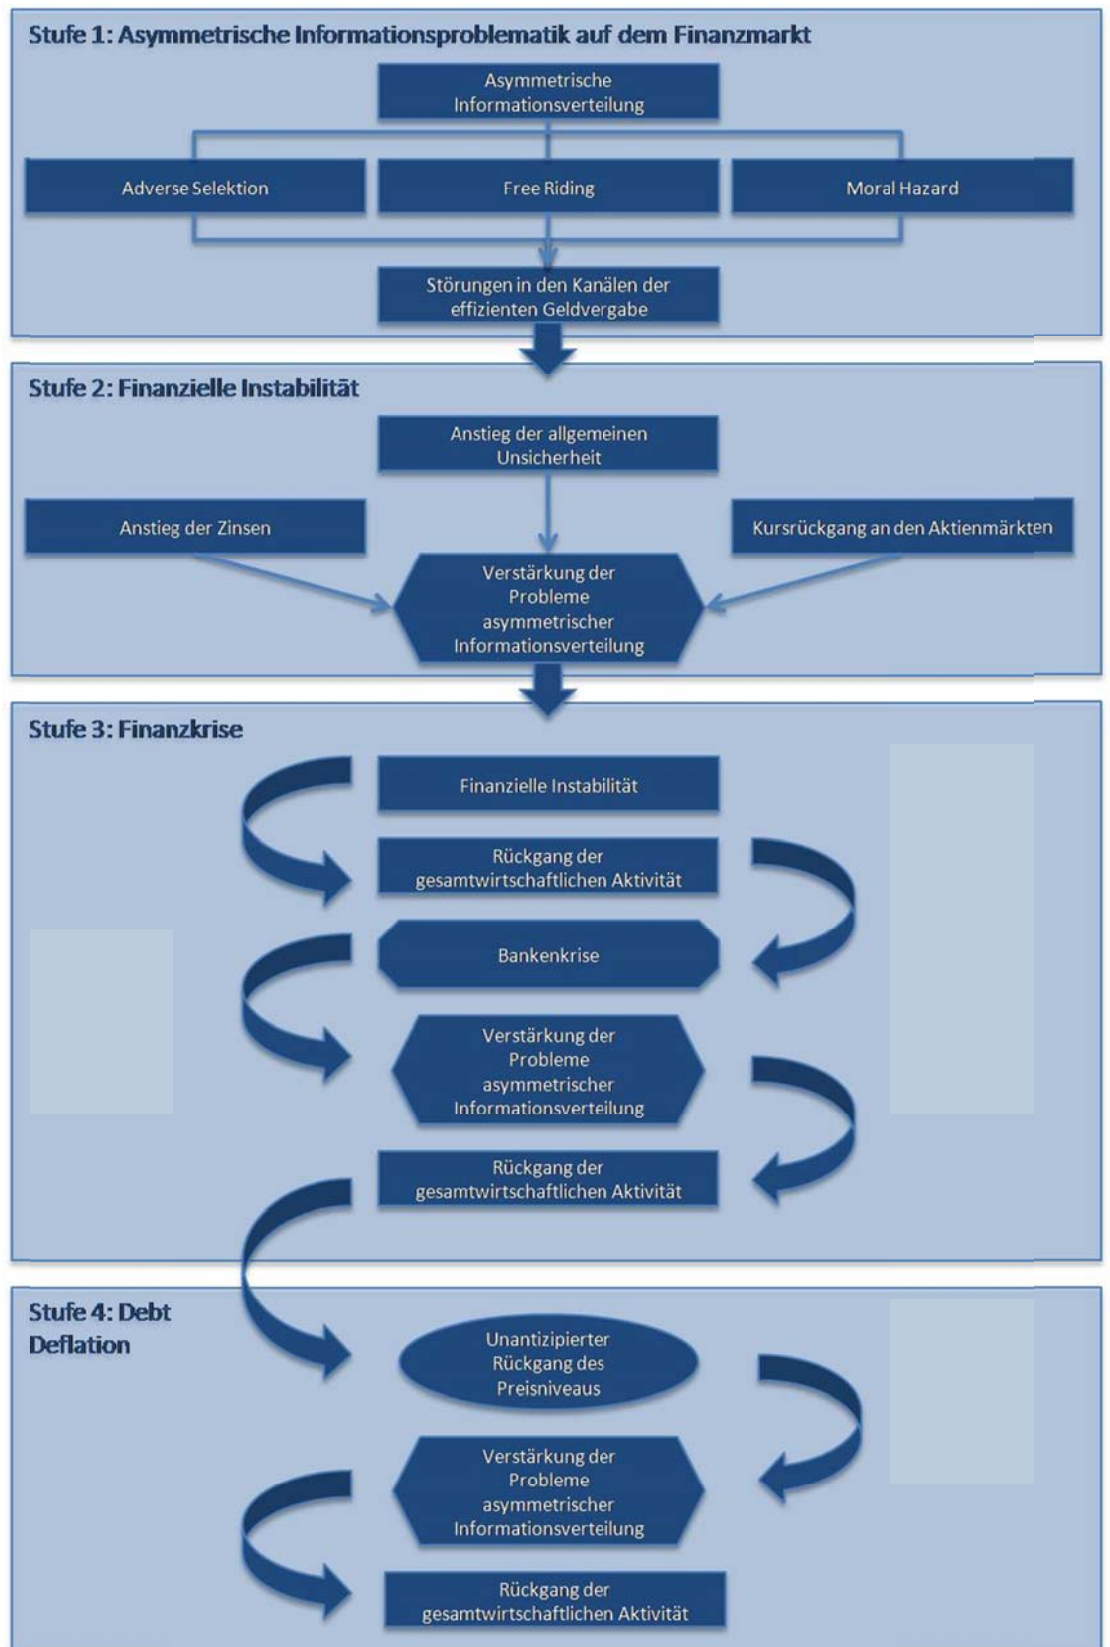 Stufe 1: Asymmetrische Informationsproblematik auf dem Finanzmarkt
Asymmetrische
Informationsverteilung
Adverse Selektion
Free Riding
Moral Hazard
Störungen in den Kanälen der
effizienten Geldvergabe
Stufe 2: Finanzielle Instabilität
Anstieg der allgemeinen
Unsicherheit
Anstieg der Zinsen
Kursrückgang an den Aktienmärkten
Verstärkung der
Probleme
asymmetrischer
Informationsverteilung
Stufe 3: Finanzkrise
Finanzielle Instabilität
Rückgang der
gesamtwirtschaftlichen Aktivität
Bankenkrise
Verstärkung der
Probleme
asymmetrischer
Informationsverteilung
Rückgang der
gesamtwirtschaftlichen Aktivität
Stufe 4: Debt
Deflation
Unantizipierter
Rückgang des
Preisniveaus
Verstärkung der
Probleme
asymmetrischer
Informationsverteilung
Rückgang der
gesamtwirtschaftlichen Aktivität